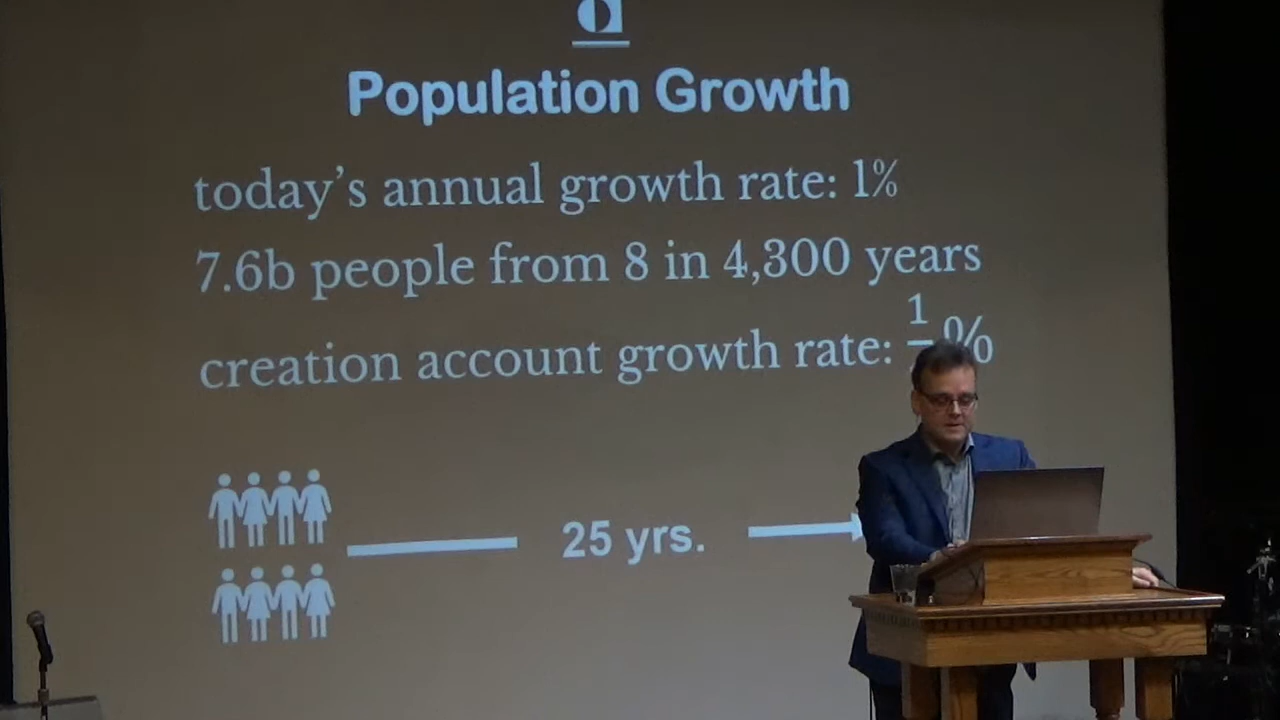 Population Growth
today's annual growth rate: 1%
7.6b people from 8 in 4,300 years
creation account growth rate: 1 %
25 yrs.